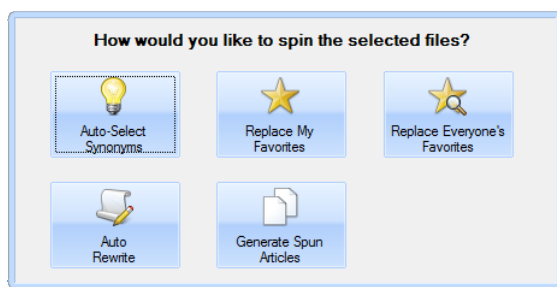 How would you like to spin the selected files?
Auto-Select
Synonyms
Replace My
Favorites
Replace Everyone's
Favorites
Auto
Rewrite
Generate Spun
Articles